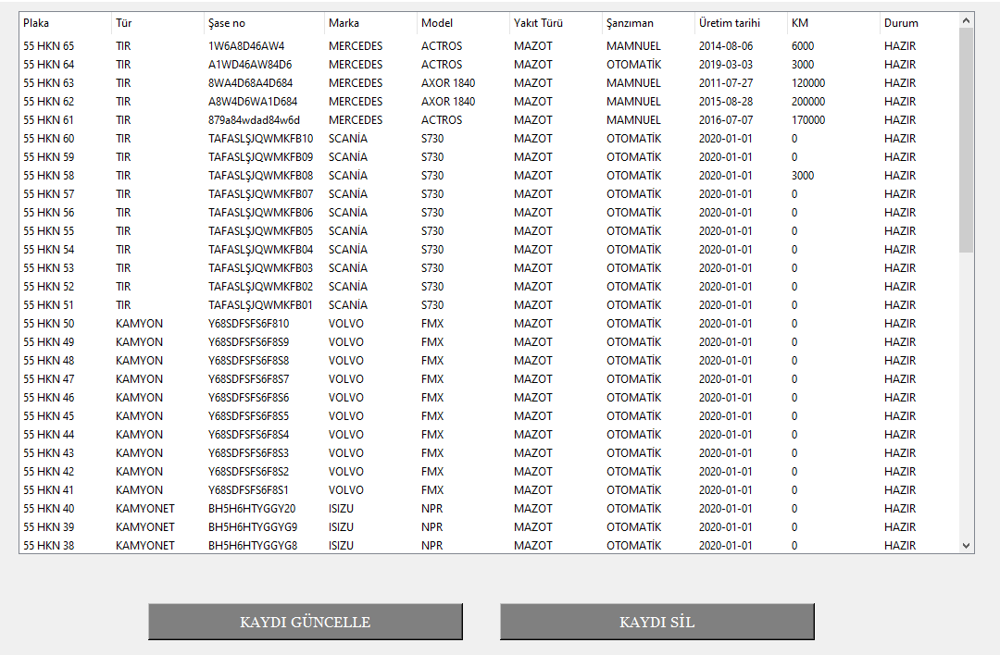 Plaka Tür Şase no Marka Model Yakıt Türü Şanzıman Üretim tarihi KM Durum
55 HKN 65 TIR 1W6A8D46AW4 MERCEDES ACTROS MAZOT MAMNUEL 2014-08-06 6000 HAZIR
55 HKN 64 TIR A1WD46AW84D6 MERCEDES ACTROS MAZOT OTOMATİK 2019-03-03 3000 HAZIR
55 HKN 63 TIR 8WA4D68A4D684 MERCEDES AXOR 1840 MAZOT MAMNUEL 2011-07-27 120000 HAZIR
55 HKN 62 TIR A8W4D6WA1D684 MERCEDES AXOR 1840 MAZOT MAMNUEL 2015-08-28 200000 HAZIR
55 HKN 61 TIR 879a84wdad84w6d MERCEDES ACTROS MAZOT MAMNUEL 2016-07-07 170000 HAZIR
55 HKN 60 TIR TAFASLŞJQWMKFB10 SCANİA S730 MAZOT OTOMATİK 2020-01-01 0 HAZIR
55 HKN 59 TIR TAFASLŞJQWMKFB09 SCANİA S730 MAZOT OTOMATİK 2020-01-01 0 HAZIR
55 HKN 58 TIR TAFASLŞJQWMKFB08 SCANİA S730 MAZOT OTOMATİK 2020-01-01 3000 HAZIR
55 HKN 57 TIR TAFASLŞJQWMKFB07 SCANİA S730 MAZOT OTOMATİK 2020-01-01 0 HAZIR
55 HKN 56 TIR TAFASLŞJQWMKFB06 SCANİA S730 MAZOT OTOMATİK 2020-01-01 0 HAZIR
55 HKN 55 TIR TAFASLŞJQWMKFB05 SCANİA S730 MAZOT OTOMATİK 2020-01-01 0 HAZIR
55 HKN 54 TIR TAFASLŞJQWMKFB04 SCANİA S730 MAZOT OTOMATİK 2020-01-01 0 HAZIR
55 HKN 53 TIR TAFASLŞJQWMKFB03 SCANİA S730 MAZOT OTOMATİK 2020-01-01 0 HAZIR
55 HKN 52 TIR TAFASLŞJQWMKFB02 SCANİA S730 MAZOT OTOMATİK 2020-01-01 0 HAZIR
55 HKN 51 TIR TAFASLŞJQWMKFB01 SCANİA S730 MAZOT OTOMATİK 2020-01-01 0 HAZIR
55 HKN 50 KAMYON Y68SDFSFS6F810 VOLVO FMX MAZOT OTOMATİK 2020-01-01 0 HAZIR
55 HKN 49 KAMYON Y68SDFSFS6F8S9 VOLVO FMX MAZOT OTOMATİK 2020-01-01 0 HAZIR
55 HKN 48 KAMYON Y68SDFSFS6F8S8 VOLVO FMX MAZOT OTOMATİK 2020-01-01 0 HAZIR
55 HKN 47 KAMYON Y68SDFSFS6F8S7 VOLVO FMX MAZOT OTOMATİK 2020-01-01 0 HAZIR
55 HKN 46 KAMYON Y68SDFSFS6F8S6 VOLVO FMX MAZOT OTOMATİK 2020-01-01 0 HAZIR
55 HKN 45 KAMYON Y68SDFSFS6F8S5 VOLVO FMX MAZOT OTOMATİK 2020-01-01 0 HAZIR
55 HKN 44 KAMYON Y68SDFSFS6F8S4 VOLVO FMX MAZOT OTOMATİK 2020-01-01 0 HAZIR
55 HKN 43 KAMYON Y68SDFSFS6F8S3 VOLVO FMX MAZOT OTOMATİK 2020-01-01 0 HAZIR
55 HKN 42 KAMYON Y68SDFSFS6F8S2 VOLVO FMX MAZOT OTOMATİK 2020-01-01 0 HAZIR
55 HKN 41 KAMYON Y68SDFSFS6F8S1 VOLVO FMX MAZOT OTOMATİK 2020-01-01 0 HAZIR
55 HKN 40 KAMYONET BH5H6HTYGGY20 ISIZU NPR MAZOT OTOMATİK 2020-01-01 0 HAZIR
55 HKN 39 KAMYONET BH5H6HTYGGYG9 ISIZU NPR MAZOT OTOMATİK 2020-01-01 0 HAZIR
55 HKN 38 KAMYONET BH5H6HTYGGYG8 ISIZU NPR MAZOT OTOMATİK 2020-01-01 0 HAZIR
KAYDI GÜNCELLE KAYDI SİL